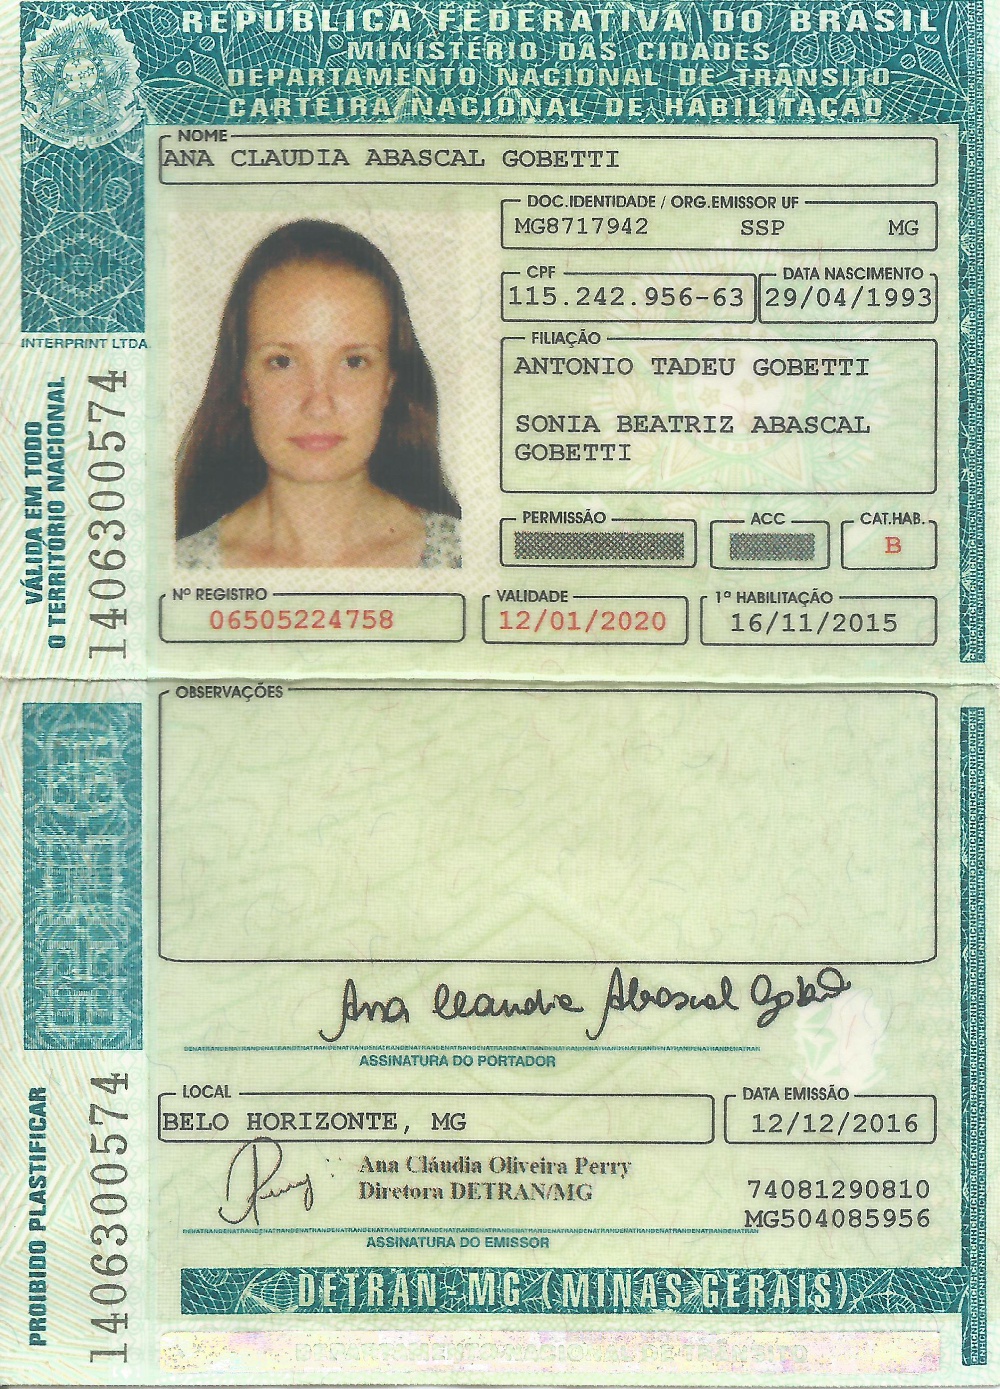 REPÚBLICA FEDERATIVA DO BRASIL
MINISTÉRIO DAS CIDADES
DEPARTAMENTO NACIONAL DE TRÂNSITO
CARTEIRA NACIONAL DE HABILITAÇÃO
NOME
ANA CLAUDIA ABASCAL GOBETTI
DOC.IDENTIDADE / ORG.EMISSOR UF
MG8717942 SSP MG
CPF DATA NASCIMENTO
115.242.956-63 29/04/1993
FILIAÇÃO
ANTONIO TADEU GOBETTI
SONIA BEATRIZ ABASCAL
GOBETTI
PERMISSÃO ACC CAT.HAB.
B
Nº REGISTRO VALIDADE 1ª HABILITAÇÃO
06505224758 12/01/2020 16/11/2015
INTERPRINT LTDA
VÁLIDA EM TODO
O TERRITÓRIO NACIONAL
1406300574
OBSERVAÇÕES
Ana Claudia Abascal Gobetti
ASSINATURA DO PORTADOR
LOCAL DATA EMISSÃO
BELO HORIZONTE, MG 12/12/2016
Ana Cláudia Oliveira Perry
Diretora DETRAN/MG
74081290810
MG504085956
ASSINATURA DO EMISSOR
PROIBIDO PLASTIFICAR
1406300574
DETRAN-MG (MINAS GERAIS)